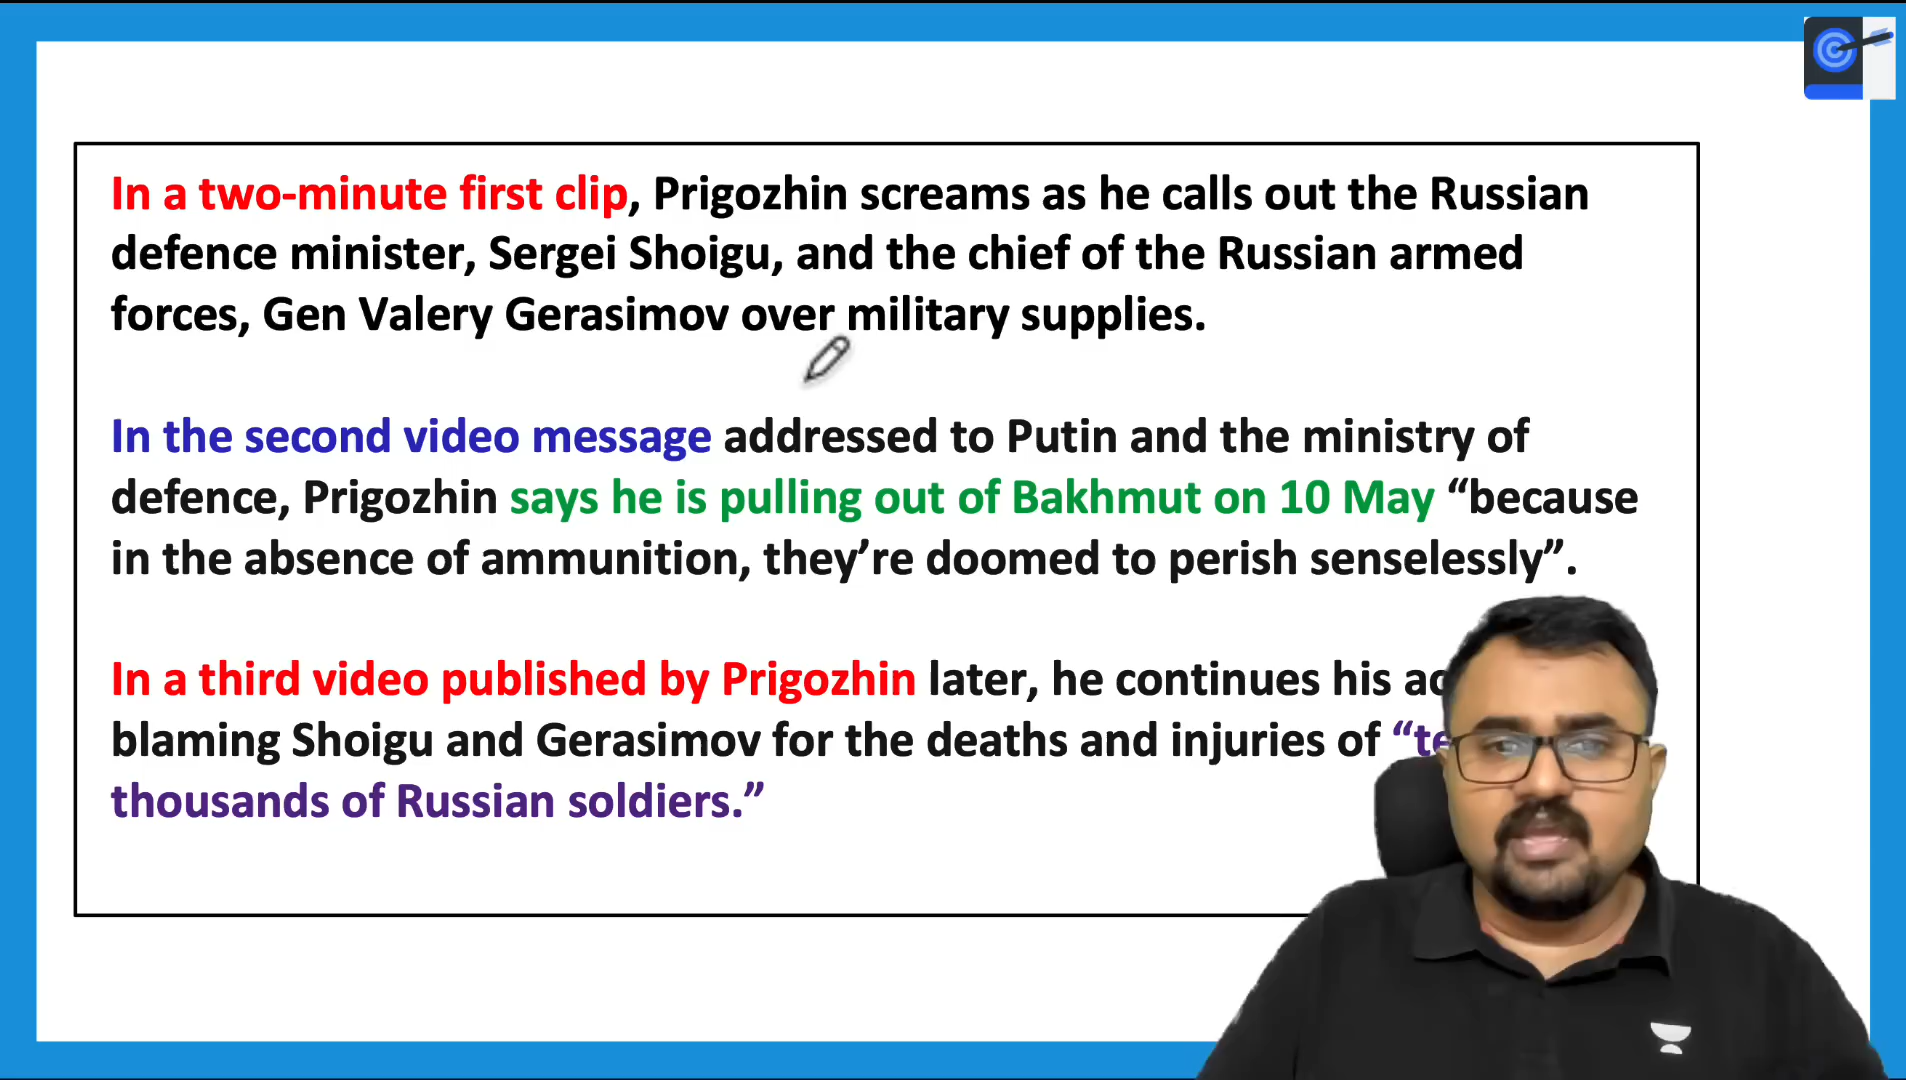 In a two-minute first clip, Prigozhin screams as he calls out the Russian
defence minister, Sergei Shoigu, and the chief of the Russian armed
forces, Gen Valery Gerasimov over military supplies.
In the second video message addressed to Putin and the ministry of
defence, Prigozhin says he is pulling out of Bakhmut on 10 May “because
in the absence of ammunition, they’re doomed to perish senselessly”.
In a third video published by Prigozhin later, he continues his
blaming Shoigu and Gerasimov for the deaths and injuries of
thousands of Russian soldiers.”